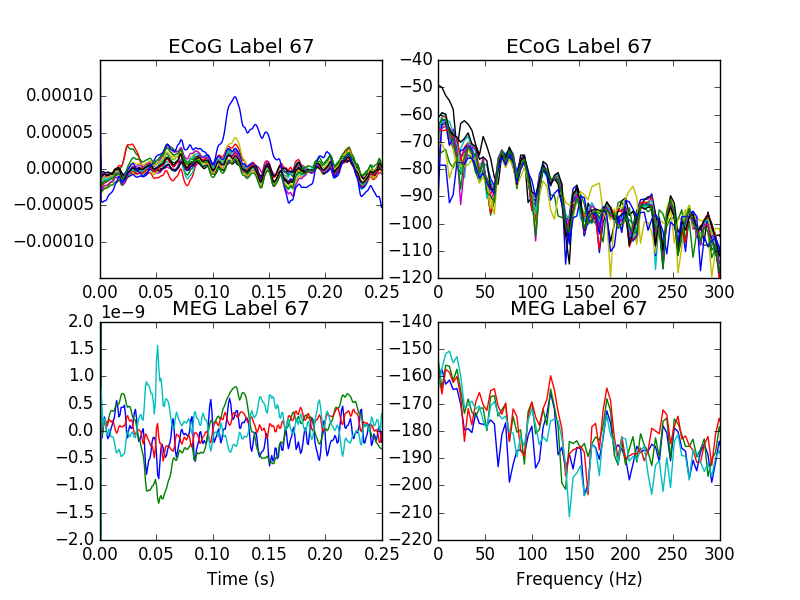 ECoG Label 67
0.00010
0.00005
0.00000
−0.00005
−0.00010
0.00 0.05 0.10 0.15 0.20 0.25
ECoG Label 67
−40
−50
−60
−70
−80
−90
−100
−110
−120
0 50 100 150 200 250 300
1e−9
MEG Label 67
2.0
1.5
1.0
0.5
0.0
−0.5
−1.0
−1.5
−2.0
0.00 0.05 0.10 0.15 0.20 0.25
Time (s)
MEG Label 67
−140
−150
−160
−170
−180
−190
−200
−210
−220
0 50 100 150 200 250 300
Frequency (Hz)